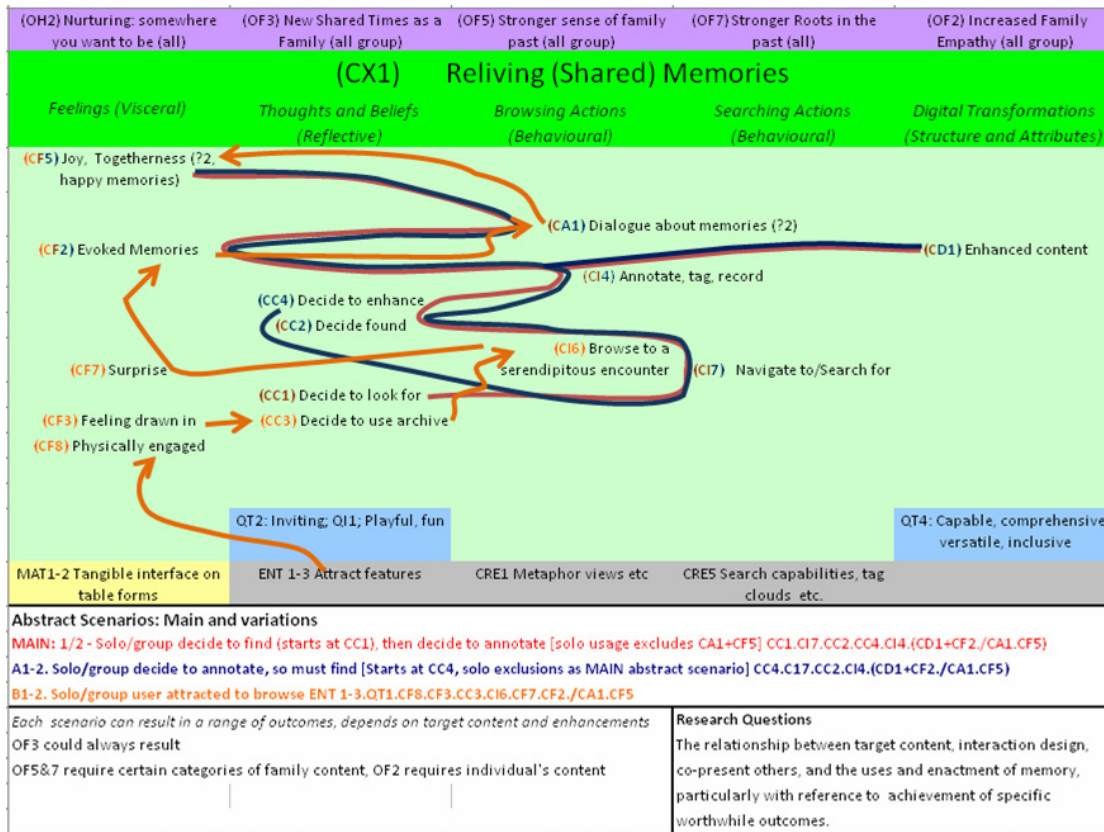 (OH2) Nurturing: somewhere you want to be (all)
(OF3) New Shared Times as a Family (all group)
(OF5) Stronger sense of family past (all group)
(OF7) Stronger Roots in the past (all)
(OF2) Increased Family Empathy (all group)
(CX1) Reliving (Shared) Memories
Feelings (Visceral)
Thoughts and Beliefs (Reflective)
Browsing Actions (Behavioural)
Searching Actions (Behavioural)
Digital Transformations (Structure and Attributes)
(CF5) Joy, Togetherness (?2,
happy memories)
(CA1) Dialogue about memories (?2)
(CF2) Evoked Memories
(CD1) Enhanced content
(CI4) Annotate, tag, record
(CC4) Decide to enhance
(CC2) Decide found
(CI6) Browse to a
serendipitous encounter
(CF7) Surprise
(CI7) Navigate to/Search for
(CC1) Decide to look for
(CF3) Feeling drawn in
(CC3) Decide to use archive
(CF8) Physically engaged
QT2: Inviting; QI1; Playful, fun
QT4: Capable, comprehensive,
versatile, inclusive
MAT1-2 Tangible interface on
table forms
ENT 1-3 Attract features
CRE1 Metaphor views etc
CRE5 Search capabilities, tag
clouds etc.
Abstract Scenarios: Main and variations
MAIN: 1/2 - Solo/group decide to find (starts at CC1), then decide to annotate [solo usage excludes CA1+CF5] CC1.CI7.CC2.CC4.CI4.(CD1+CF2./CA1.CF5)
A1-2. Solo/group decide to annotate, so must find [Starts at CC4, solo exclusions as MAIN abstract scenario] CC4.C17.CC2.CI4.(CD1+CF2./CA1.CF5)
B1-2. Solo/group user attracted to browse ENT 1-3.QT1.CF8.CF3.CC3.CI6.CF7.CF2./CA1.CF5
Each scenario can result in a range of outcomes, depends on target content and enhancements
OF3 could always result
OF5&7 require certain categories of family content, OF2 requires individual's content
Research Questions
The relationship between target content, interaction design,
co-present others, and the uses and enactment of memory,
particularly with reference to achievement of specific
worthwhile outcomes.